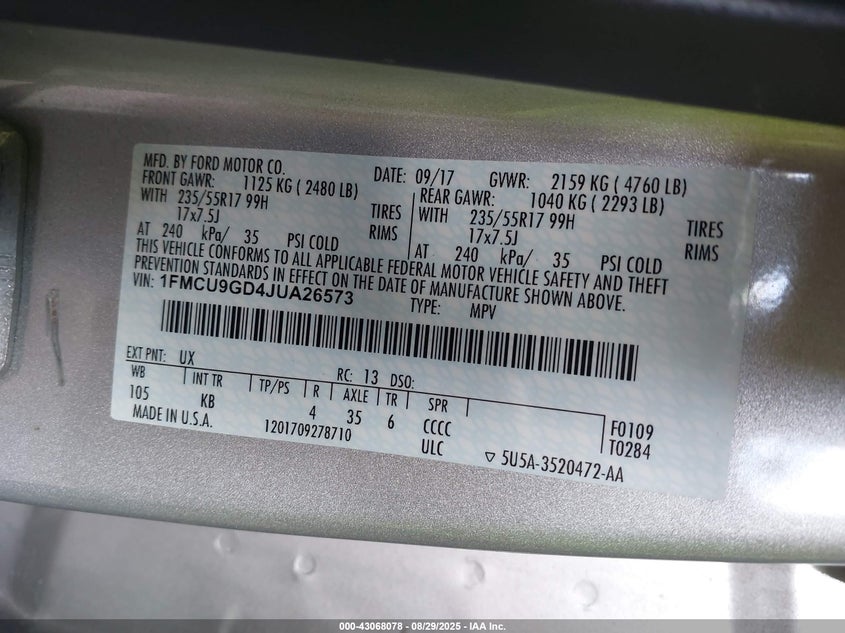 MFD. BY FORD MOTOR CO.
DATE: 09/17 GVWR: 2159 KG ( 4760 LB)
FRONT GAWR: 1125 KG ( 2480 LB)
REAR GAWR: 1040 KG ( 2293 LB)
WITH 235/55R17 99H TIRES
WITH 235/55R17 99H TIRES
17x7.5J RIMS
17x7.5J RIMS
AT 240 kPa/ 35 PSI COLD
AT 240 kPa/ 35 PSI COLD
THIS VEHICLE CONFORMS TO ALL APPLICABLE FEDERAL MOTOR VEHICLE SAFETY AND THEFT
PREVENTION STANDARDS IN EFFECT ON THE DATE OF MANUFACTURE SHOWN ABOVE.
1FMCU9GD4JUA26573 TYPE: MPV
EXT PNT: UX RC: 13 DSO:
WB INT TR TP/PS R AXLE TR SPR
105 KB 4 35 6 CCCC F0109
MADE IN U.S.A. 1201709278710 ULC T0284
▽ 5U5A-3520472-AA
000-43068078 - 08/29/2025 - IAA Inc.